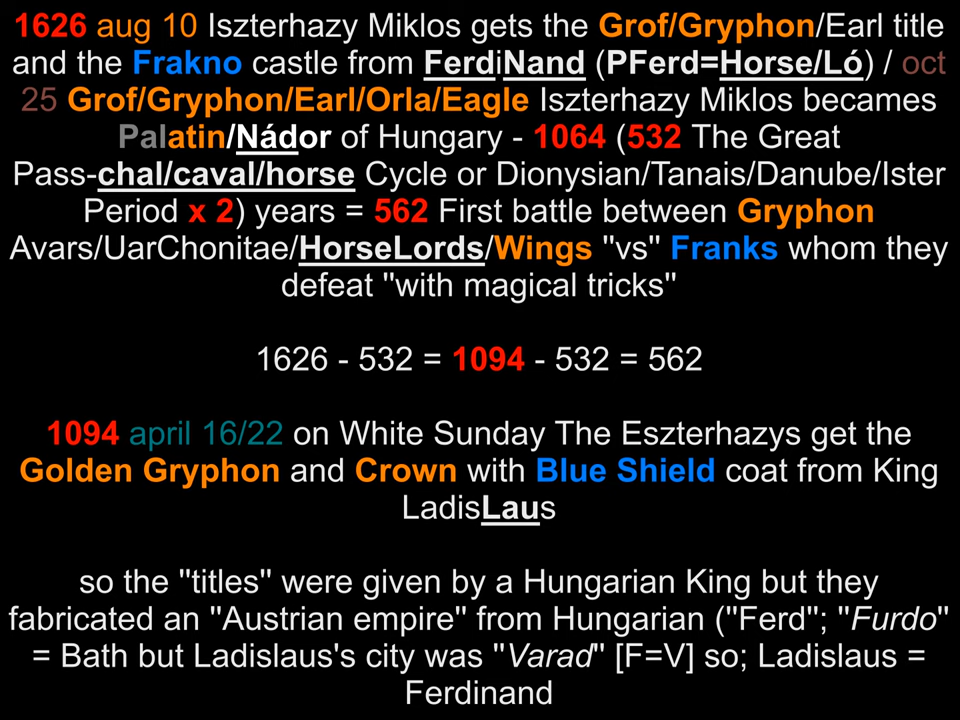 1626 aug 10 Iszterhazy Miklos gets the Grof/Gryphon/Earl title
and the Frakno castle from FerdiNand (PFerd=Horse/Ló) / oct
25 Grof/Gryphon/Earl/Orla/Eagle Iszterhazy Miklos becames
Palatin/Nádor of Hungary - 1064 (532 The Great
Pass-chal/caval/horse Cycle or Dionysian/Tanais/Danube/Ister
Period x 2) years = 562 First battle between Gryphon
Avars/UarChonitae/HorseLords/Wings "vs" Franks whom they
defeat "with magical tricks"
1626 - 532 = 1094 - 532 = 562
1094 april 16/22 on White Sunday The Eszterhazys get the
Golden Gryphon and Crown with Blue Shield coat from King
LadisLaus
so the "titles" were given by a Hungarian King but they
fabricated an "Austrian empire" from Hungarian ("Ferd"; "Furdo"
= Bath but Ladislaus's city was "Varad" [F=V] so; Ladislaus =
Ferdinand